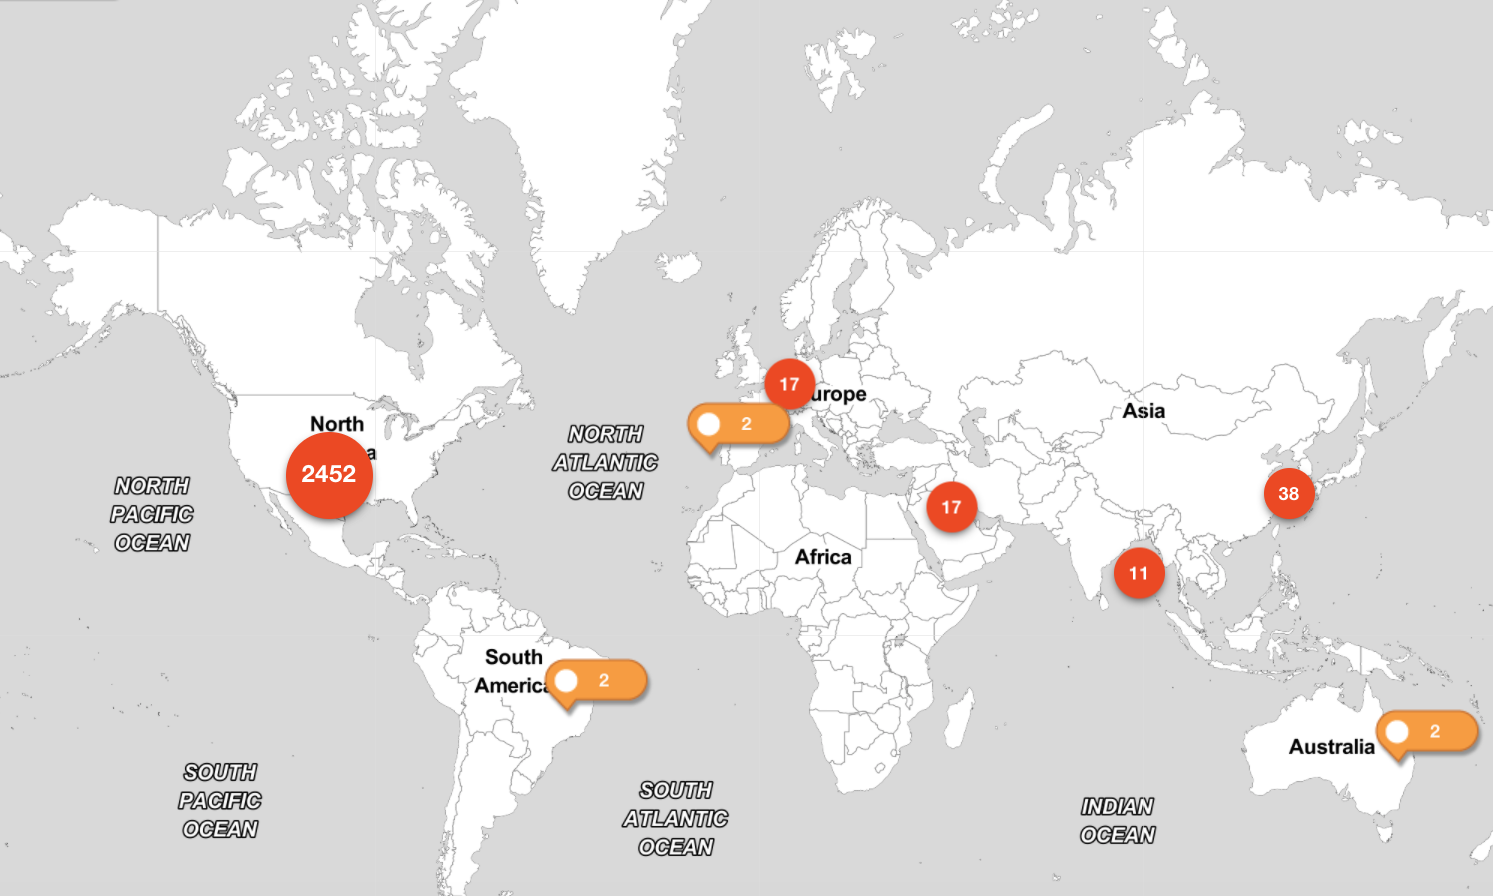 North
a
2452
NORTH
PACIFIC
OCEAN
NORTH
ATLANTIC
OCEAN
17
urope
2
Asia
38
17
11
Africa
South
America
2
2
Australia
SOUTH
PACIFIC
OCEAN
SOUTH
ATLANTIC
OCEAN
INDIAN
OCEAN